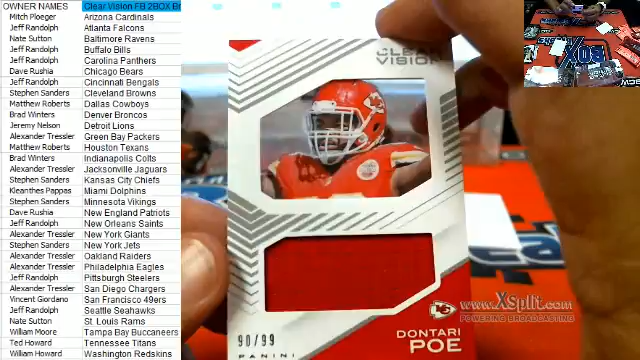 OWNER NAMES Clear Vision FB 2BOX Br
Mitch Ploeger Arizona Cardinals
Jeff Randolph Atlanta Falcons
Nate Sutton Baltimore Ravens
Jeff Randolph Buffalo Bills
Jeff Randolph Carolina Panthers
Dave Rushia Chicago Bears
Jeff Randolph Cincinnati Bengals
Stephen Sanders Cleveland Browns
Matthew Roberts Dallas Cowboys
Brad Winters Denver Broncos
Jeremy Nelson Detroit Lions
Alexander Tressler Green Bay Packers
Matthew Roberts Houston Texans
Brad Winters Indianapolis Colts
Alexander Tressler Jacksonville Jaguars
Stephen Sanders Kansas City Chiefs
Kleanthes Pappas Miami Dolphins
Stephen Sanders Minnesota Vikings
Dave Rushia New England Patriots
Jeff Randolph New Orleans Saints
Alexander Tressler New York Giants
Stephen Sanders New York Jets
Alexander Tressler Oakland Raiders
Alexander Tressler Philadelphia Eagles
Jeff Randolph Pittsburgh Steelers
Alexander Tressler San Diego Chargers
Vincent Giordano San Francisco 49ers
Jeff Randolph Seattle Seahawks
Nate Sutton St Louis Rams
William Moore Tampa Bay Buccaneers
Ted Howard Tennessee Titans
William Howard Washington Redskins
CLEAR
VISION
90/99
PANINI
DONTARI
POE
www.XSplit.com
POWERING BROADCASTING
BOX